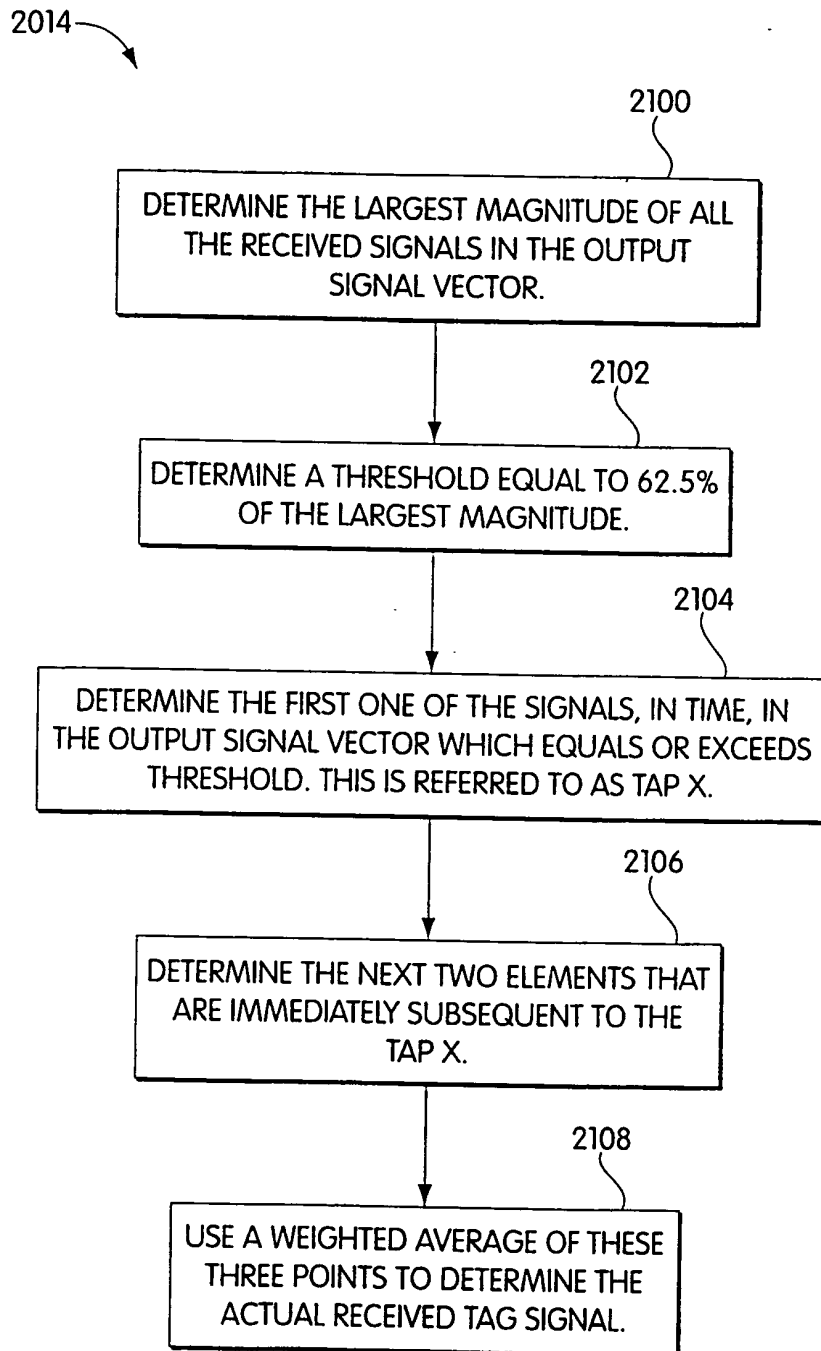 2014
2100
DETERMINE THE LARGEST MAGNITUDE OF ALL
THE RECEIVED SIGNALS IN THE OUTPUT
SIGNAL VECTOR.
2102
DETERMINE A THRESHOLD EQUAL TO 62.5%
OF THE LARGEST MAGNITUDE.
2104
DETERMINE THE FIRST ONE OF THE SIGNALS, IN TIME, IN
THE OUTPUT SIGNAL VECTOR WHICH EQUALS OR EXCEEDS
THRESHOLD. THIS IS REFERRED TO AS TAP X.
2106
DETERMINE THE NEXT TWO ELEMENTS THAT
ARE IMMEDIATELY SUBSEQUENT TO THE
TAP X.
2108
USE A WEIGHTED AVERAGE OF THESE
THREE POINTS TO DETERMINE THE
ACTUAL RECEIVED TAG SIGNAL.